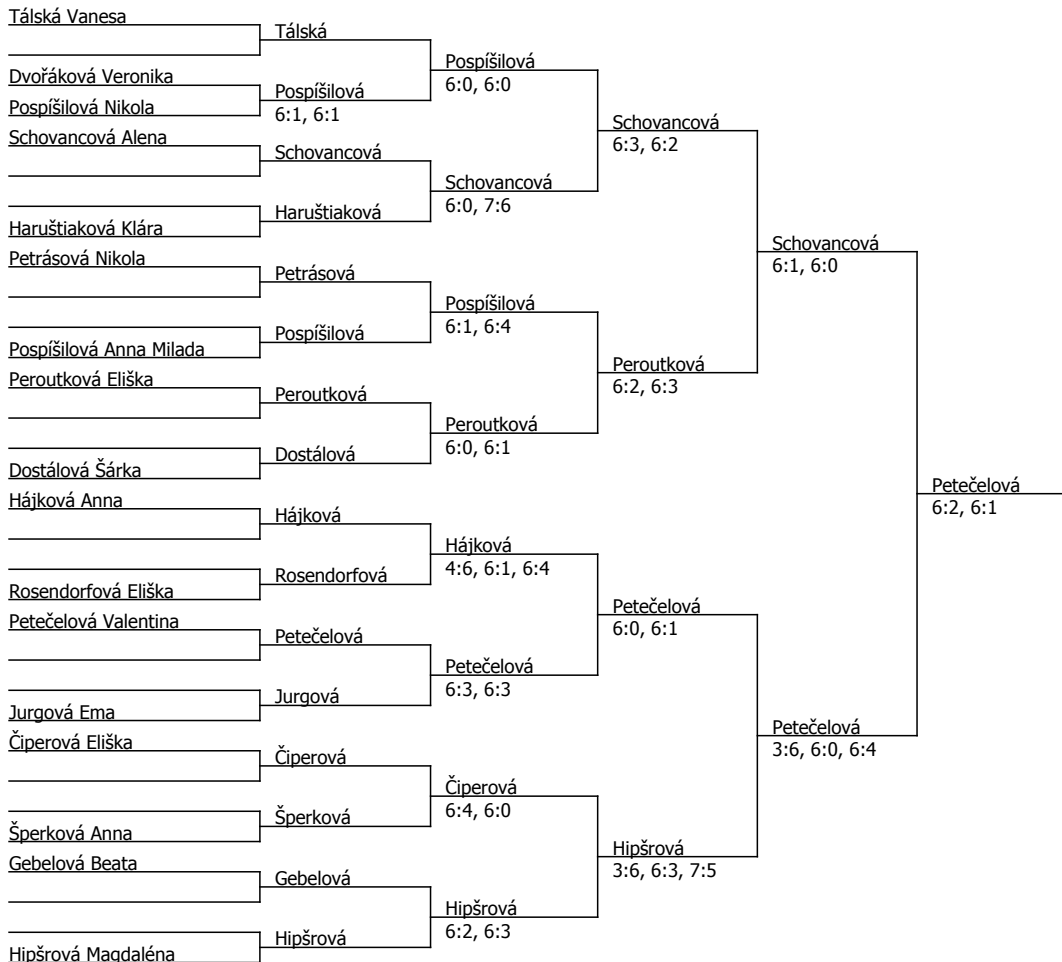 Tálská Vanesa
Dvořáková Veronika
Pospíšilová Nikola
Schovancová Alena
Haruštiaková Klára
Petrásová Nikola
Pospíšilová Anna Milada
Peroutková Eliška
Dostálová Šárka
Hájková Anna
Rosendorfová Eliška
Petečelová Valentina
Jurgová Ema
Čiperová Eliška
Šperková Anna
Gebelová Beata
Hipšrová Magdaléna
Tálská
Pospíšilová
6:1, 6:1
Schovancová
Haruštiaková
Petrásová
Pospíšilová
Peroutková
Dostálová
Hájková
Rosendorfová
Petečelová
Jurgová
Čiperová
Šperková
Gebelová
Hipšrová
Pospíšilová
6:0, 6:0
Schovancová
6:0, 7:6
Pospíšilová
6:1, 6:4
Peroutková
6:0, 6:1
Hájková
4:6, 6:1, 6:4
Petečelová
6:3, 6:3
Čiperová
6:4, 6:0
Hipšrová
6:2, 6:3
Schovancová
6:3, 6:2
Peroutková
6:2, 6:3
Petečelová
6:0, 6:1
Hipšrová
3:6, 6:3, 7:5
Schovancová
6:1, 6:0
Petečelová
3:6, 6:0, 6:4
Petečelová
6:2, 6:1